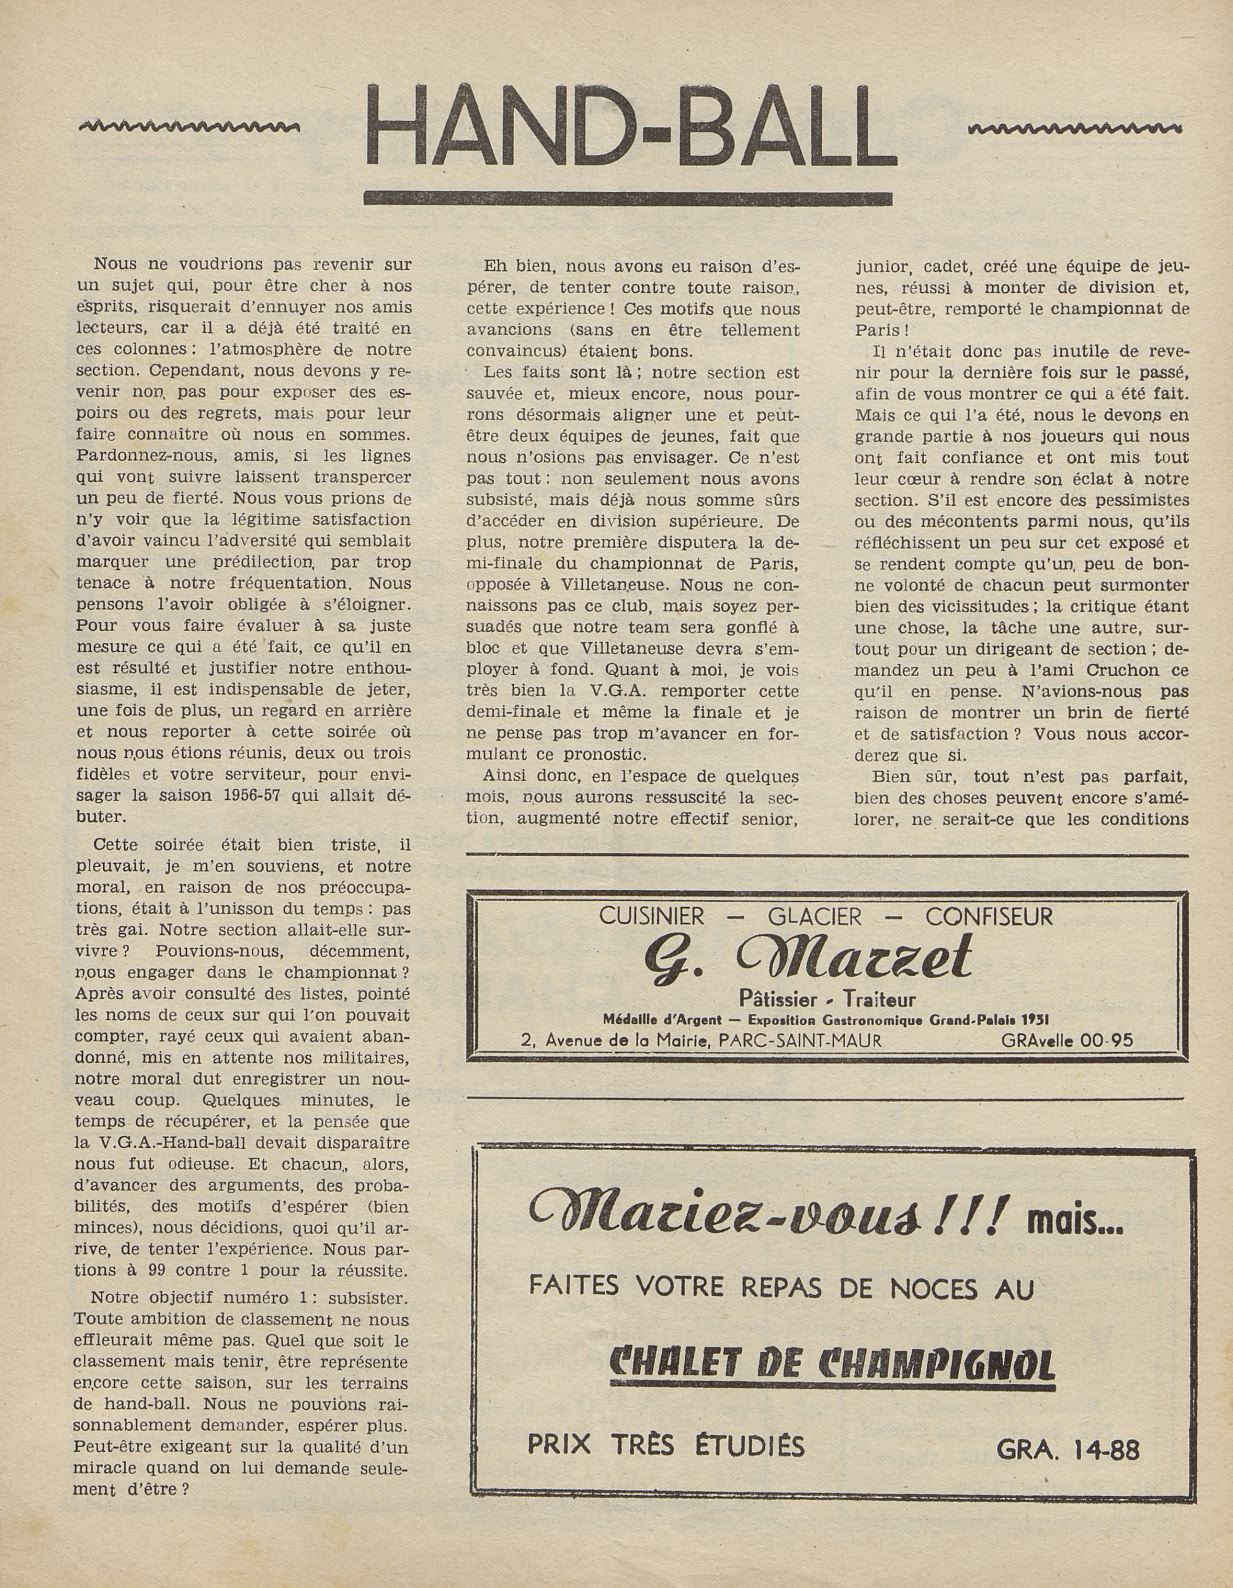 HAND-BALL
Nous ne voudrions pas revenir sur
un sujet qui, pour être cher à nos
esprits, risquerait d'ennuyer nos amis
lecteurs, car il a déjà été traité en
ces colonnes : l'atmosphère de notre
section. Cependant, nous devons y re-
venir non pas pour exposer des es-
poirs ou des regrets, mais pour leur
faire connaître où nous en sommes.
Pardonnez-nous, amis, si les lignes
qui vont suivre laissent transpercer
un peu de fierté. Nous vous prions de
n'y voir que la légitime satisfaction
d'avoir vaincu l'adversité qui semblait
marquer une prédilection par trop
tenace à notre fréquentation. Nous
pensons l'avoir obligée à s'éloigner.
Pour vous faire évaluer à sa juste
mesure ce qui a été fait, ce qu'il en
est résulté et justifier notre enthou-
siasme, il est indispensable de jeter,
une fois de plus, un regard en arrière
et nous reporter à cette soirée où
nous nous étions réunis, deux ou trois
fidèles et votre serviteur, pour envi-
sager la saison 1956-57 qui allait dé-
buter.
Cette soirée était bien triste, il
pleuvait, je m'en souviens, et notre
moral, en raison de nos préoccupa-
tions, était à l'unisson du temps : pas
très gai. Notre section allait-elle sur-
vivre ? Pouvions-nous, décemment,
nous engager dans le championnat ?
Après avoir consulté des listes, pointé
les noms de ceux sur qui l'on pouvait
compter, rayé ceux qui avaient aban-
donné, mis en attente nos militaires,
notre moral dut enregistrer un nou-
veau coup. Quelques minutes, le
temps de récupérer, et la pensée que
la V.G.A.-Hand-ball devait disparaître
nous fut odieuse. Et chacun, alors,
d'avancer des arguments, des proba-
bilités, des motifs d'espérer (bien
minces), nous décidions, quoi qu'il ar-
rive, de tenter l'expérience. Nous par-
tions à 99 contre 1 pour la réussite.
Notre objectif numéro 1 : subsister.
Toute ambition de classement ne nous
effleurait même pas. Quel que soit le
classement mais tenir, être représente
encore cette saison, sur les terrains
de hand-ball. Nous ne pouvions rai-
sonnablement demander, espérer plus.
Peut-être exigeant sur la qualité d'un
miracle quand on lui demande seule-
ment d'être ?
Eh bien, nous avons eu raison d'es-
pérer, de tenter contre toute raison,
cette expérience ! Ces motifs que nous
avancions (sans en être tellement
convaincus) étaient bons.
Les faits sont là ; notre section est
sauvée et, mieux encore, nous pour-
rons désormais aligner une et peut-
être deux équipes de jeunes, fait que
nous n'osions pas envisager. Ce n'est
pas tout : non seulement nous avons
subsisté, mais déjà nous somme sûrs
d'accéder en division supérieure. De
plus, notre première disputera la de-
mi-finale du championnat de Paris,
opposée à Villetaneuse. Nous ne con-
naissons pas ce club, mais soyez per-
suadés que notre team sera gonflé à
bloc et que Villetaneuse devra s'em-
ployer à fond. Quant à moi, je vois
très bien la V.G.A. remporter cette
demi-finale et même la finale et je
ne pense pas trop m'avancer en for-
mulant ce pronostic.
Ainsi donc, en l'espace de quelques
mois, nous aurons ressuscité la sec-
tion, augmenté notre effectif senior,
junior, cadet, créé une équipe de jeu-
nes, réussi à monter de division et,
peut-être, remporté le championnat de
Paris !
Il n'était donc pas inutile de reve-
nir pour la dernière fois sur le passé,
afin de vous montrer ce qui a été fait.
Mais ce qui l'a été, nous le devons en
grande partie à nos joueurs qui nous
ont fait confiance et ont mis tout
leur cœur à rendre son éclat à notre
section. S'il est encore des pessimistes
ou des mécontents parmi nous, qu'ils
réfléchissent un peu sur cet exposé et
se rendent compte qu'un peu de bon-
ne volonté de chacun peut surmonter
bien des vicissitudes ; la critique étant
une chose, la tâche une autre, sur-
tout pour un dirigeant de section ; de-
mandez un peu à l'ami Cruchon ce
qu'il en pense. N'avions-nous pas
raison de montrer un brin de fierté
et de satisfaction ? Vous nous accor-
derez que si.
Bien sûr, tout n'est pas parfait,
bien des choses peuvent encore s'amé-
lorer, ne serait-ce que les conditions
CUISINIER — GLACIER — CONFISEUR
G. Marzet
Pâtissier - Traiteur
Médaille d'Argent — Exposition Gastronomique Grand-Palais 1931
2, Avenue de la Mairie, PARC-SAINT-MAUR GRAvelle 00-95
Mariez-vous !!! mais...
FAITES VOTRE REPAS DE NOCES AU
CHALET DE CHAMPIGNOL
PRIX TRÈS ÉTUDIÉS GRA. 14-88